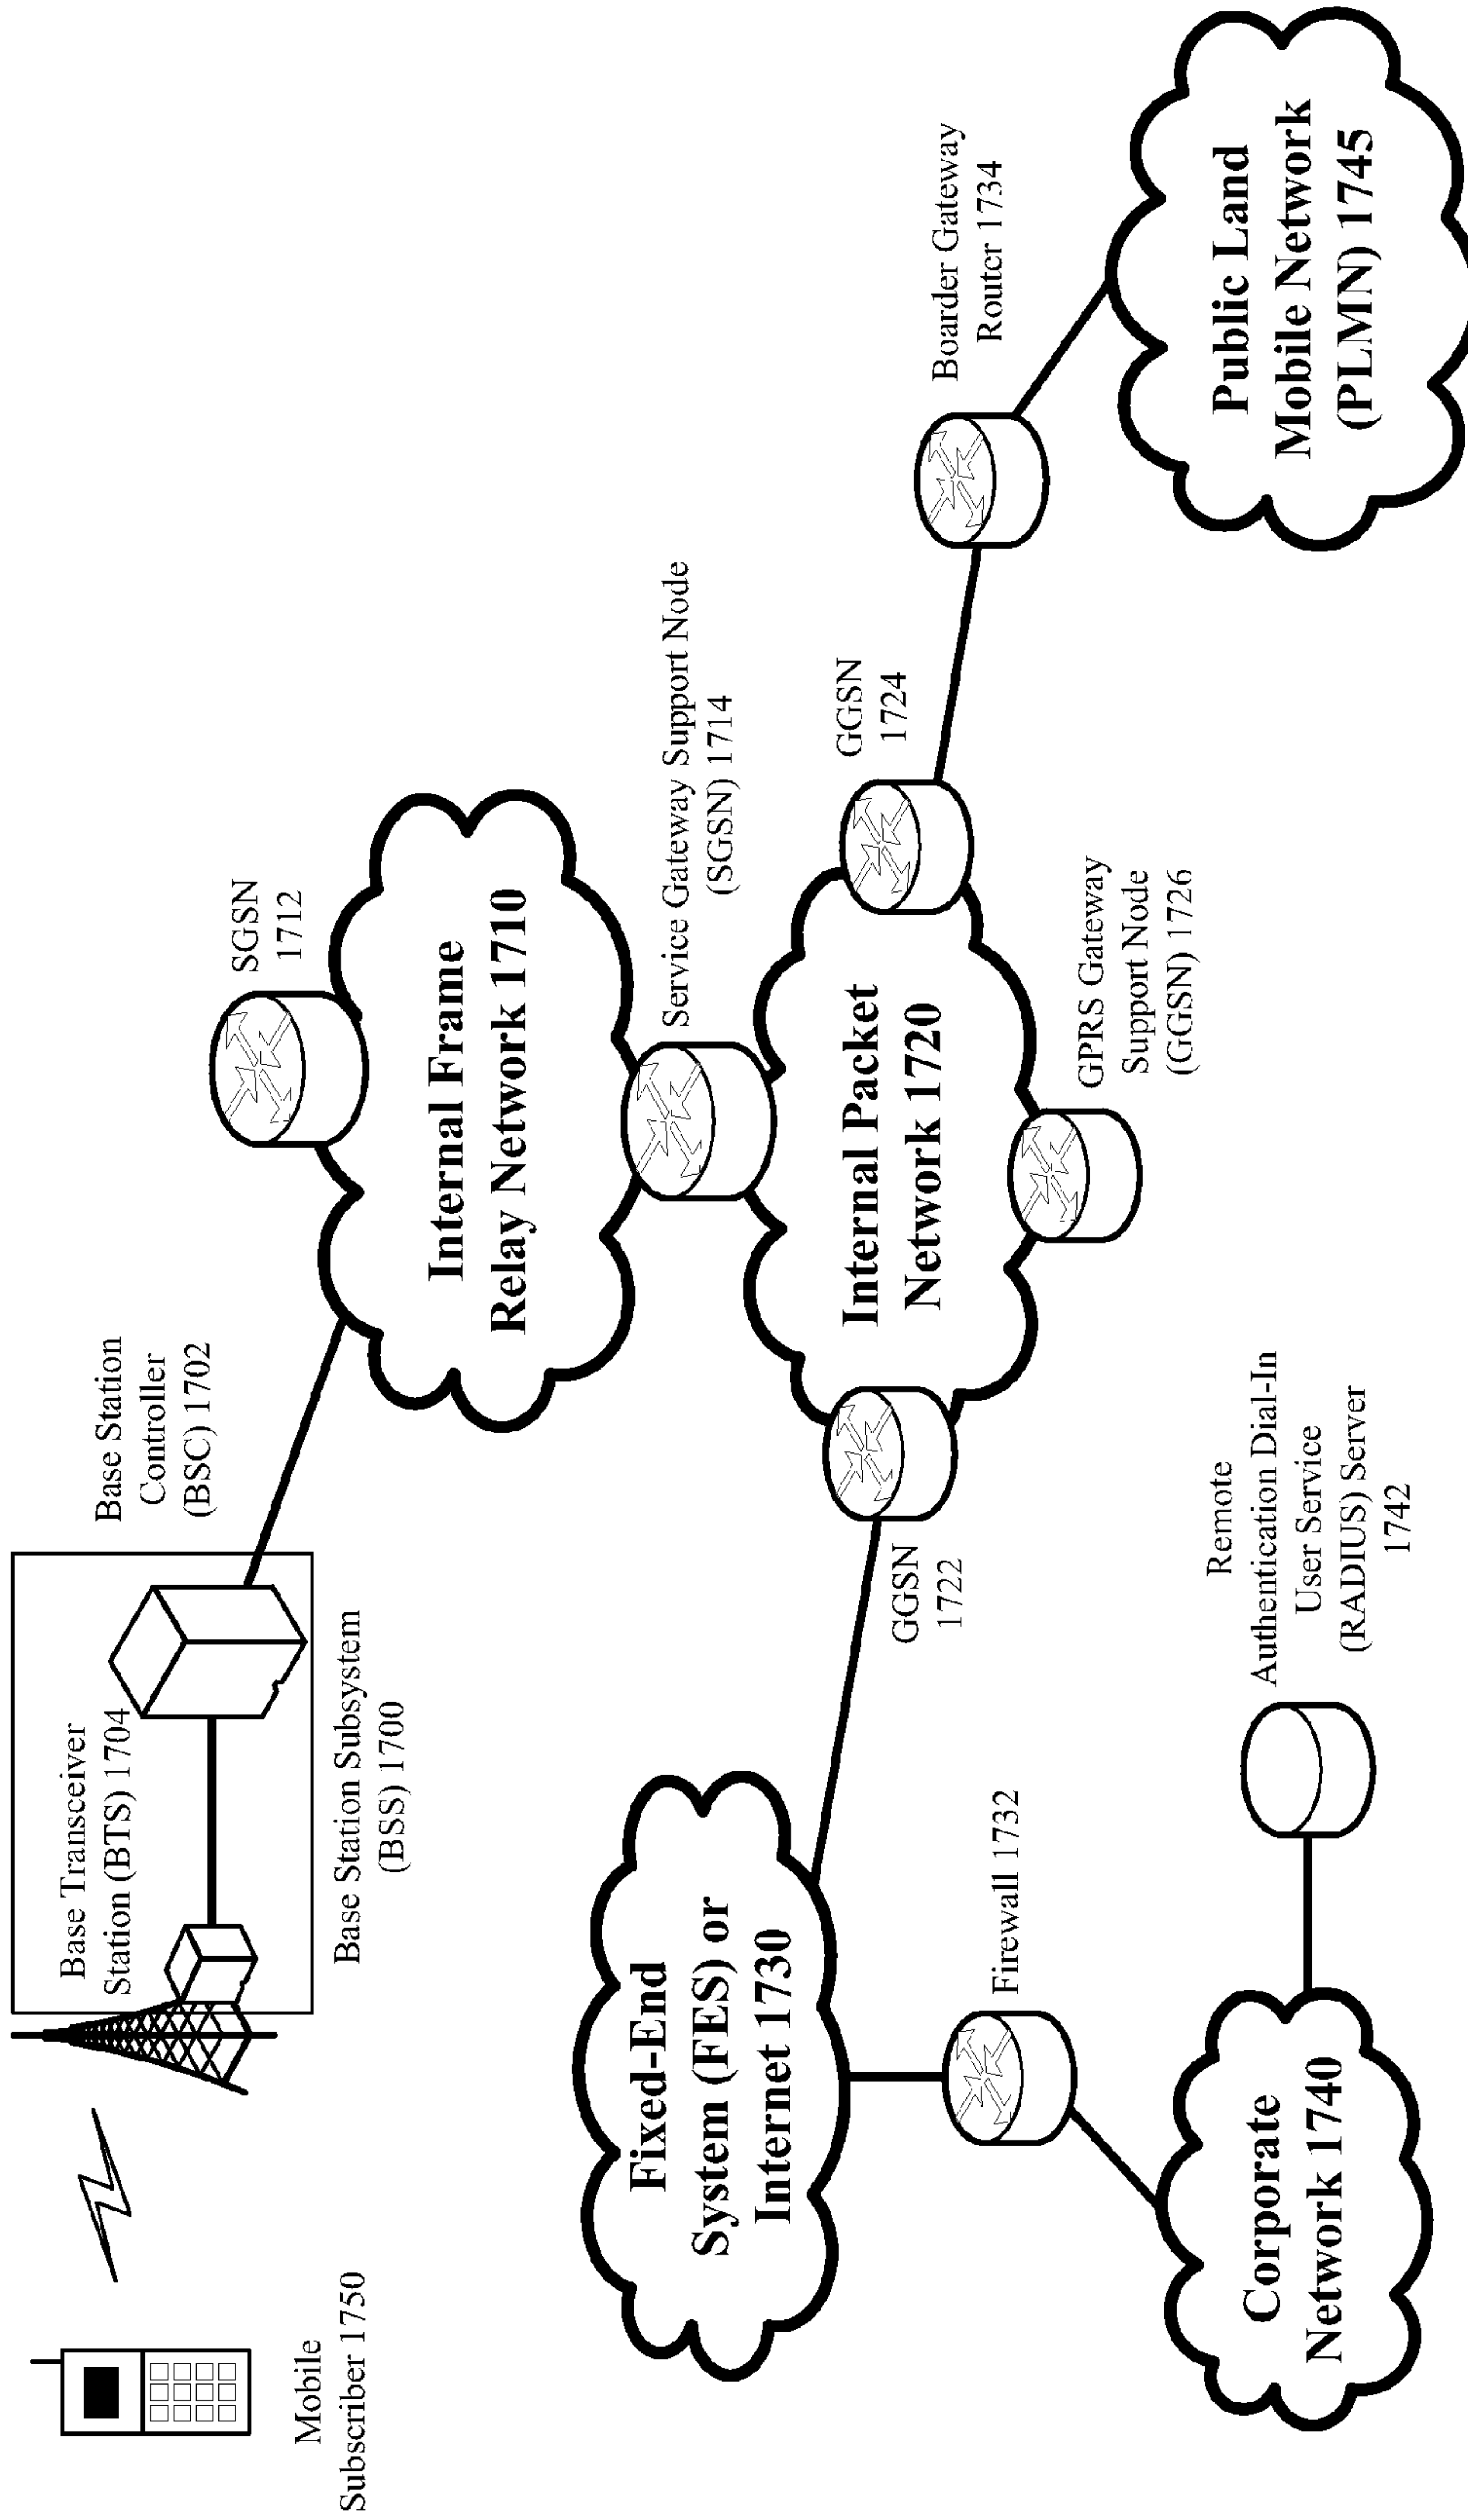 Mobile
Subscriber 1750
Base Transceiver
Station (BTS) 1704
Base Station Subsystem
(BSS) 1700
Base Station
Controller
(BSC) 1702
SGSN
1712
Internal Frame
Relay Network 1710
Service Gateway Support Node
(SGSN) 1714
Fixed-End
System (FES) or
Internet 1730
GGSN
1722
Internal Packet
Network 1720
GGSN
1724
Boarder Gateway
Router 1734
Firewall 1732
GPRS Gateway
Support Node
(GGSN) 1726
Corporate
Network 1740
Remote
Authentication Dial-In
User Service
(RADIUS) Server
1742
Public Land
Mobile Network
(PLMN) 1745